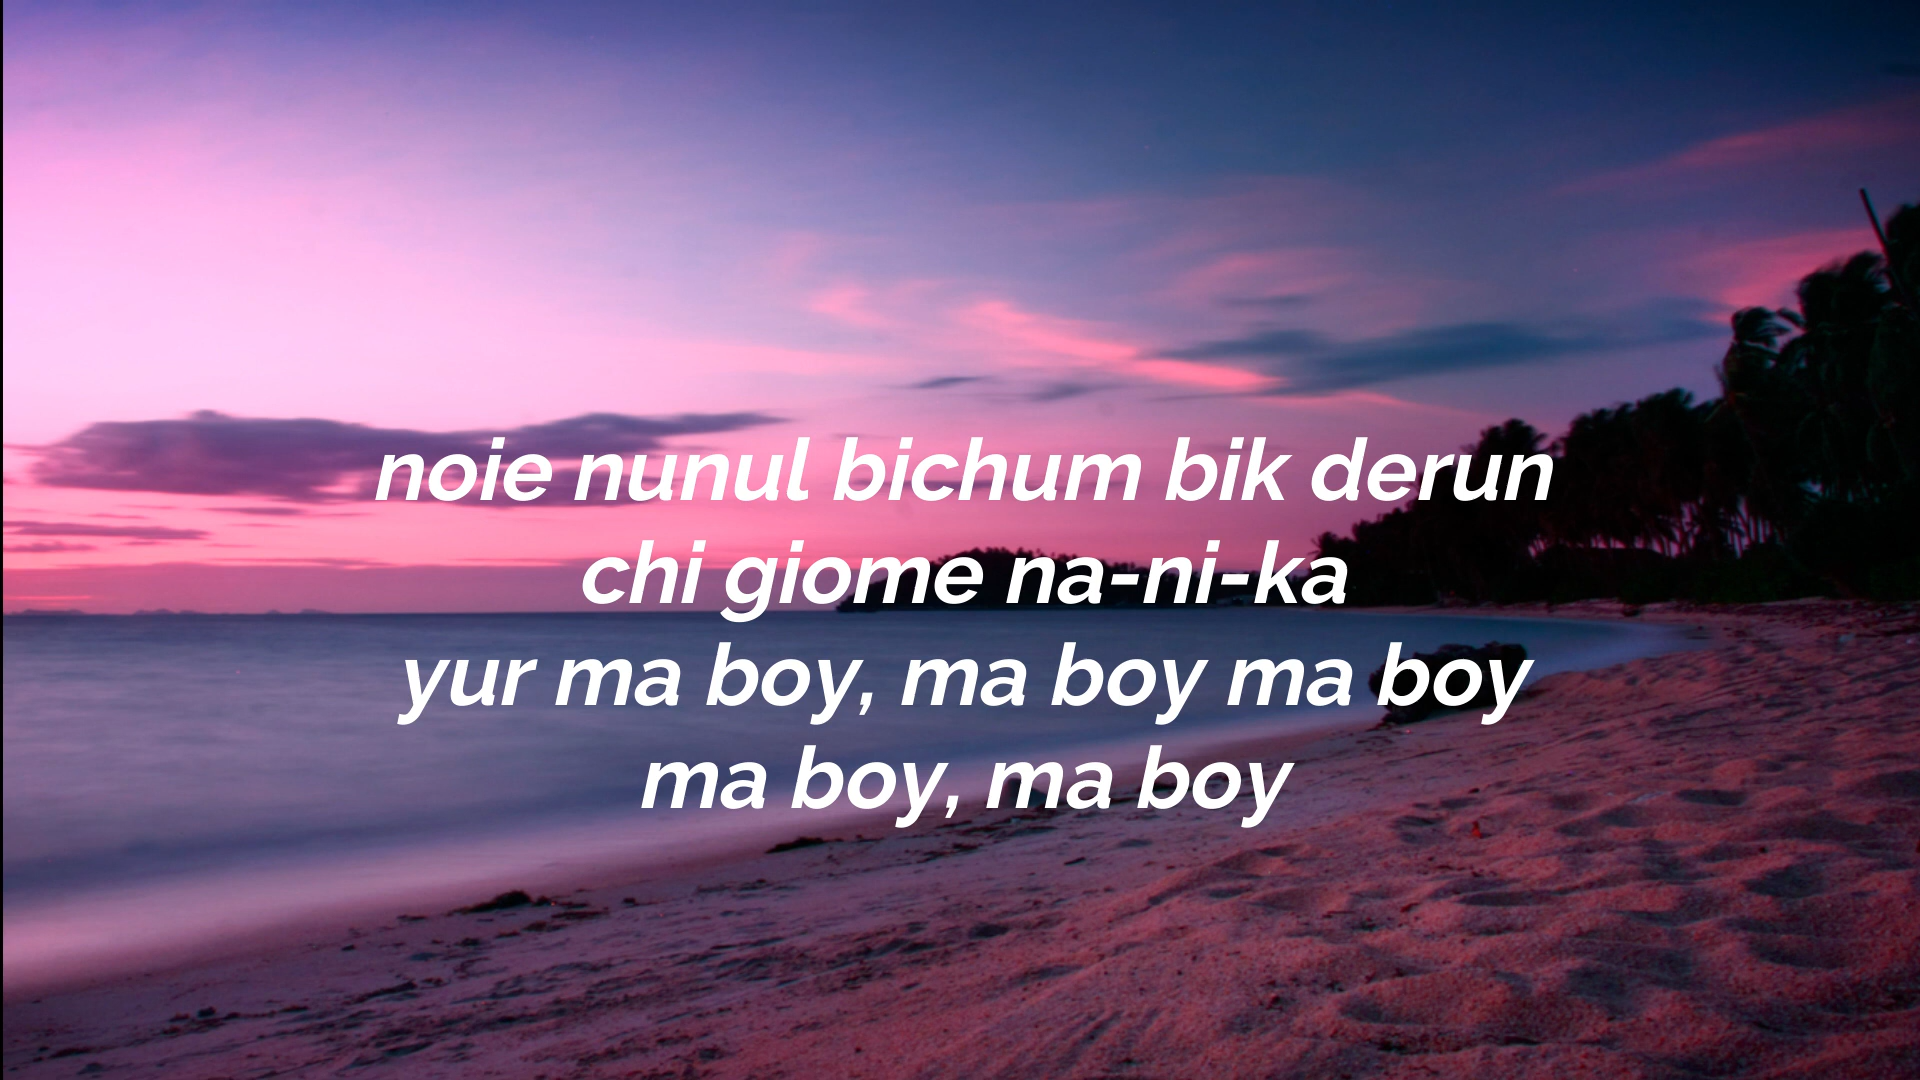 noie nunul bichum bik derun
chi giome na-ni-ka
yur ma boy, ma boy ma boy
ma boy, ma boy